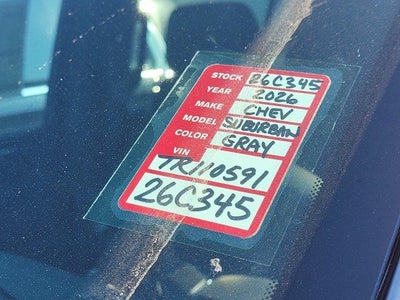 STOCK 26C345
YEAR 2026
MAKE CHEV
MODEL SUBURBAN
COLOR GRAY
VIN TR110591
26C345